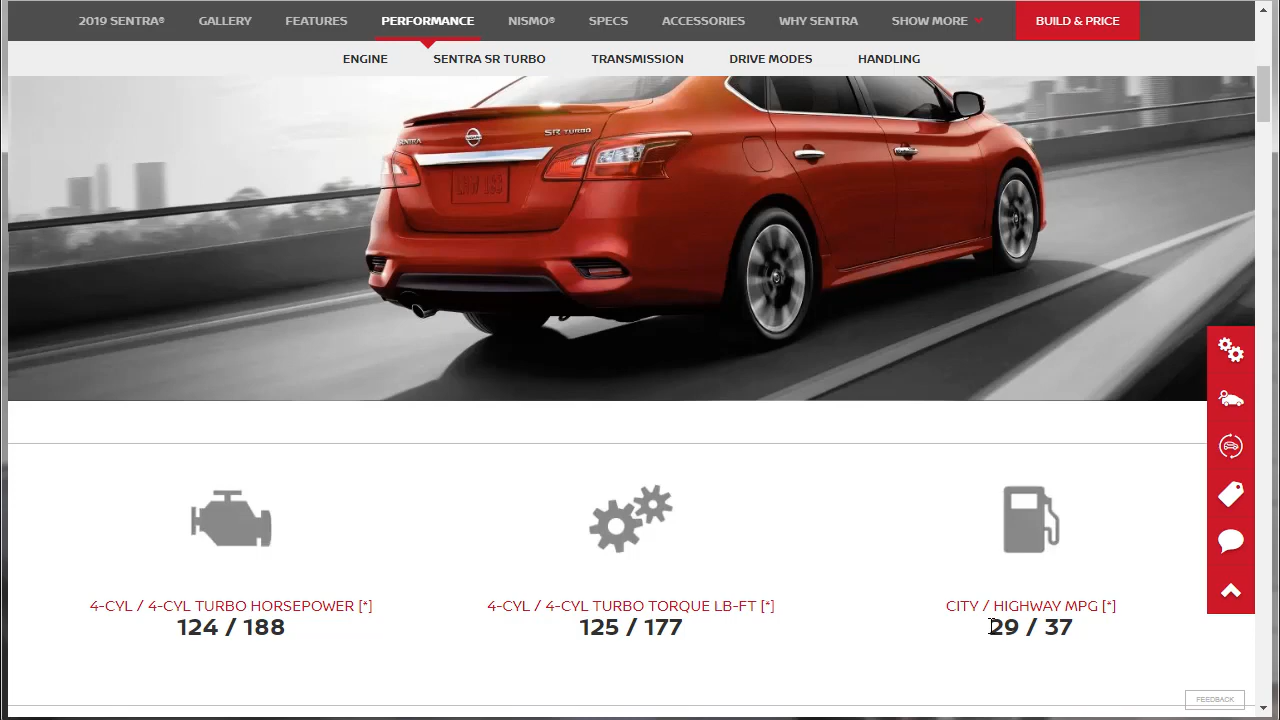 2019 SENTRA® GALLERY FEATURES PERFORMANCE NISMO® SPECS ACCESSORIES WHY SENTRA SHOW MORE BUILD & PRICE
ENGINE SENTRA SR TURBO TRANSMISSION DRIVE MODES HANDLING
SR TURBO
4-CYL / 4-CYL TURBO HORSEPOWER [*]
124 / 188
4-CYL / 4-CYL TURBO TORQUE LB-FT [*]
125 / 177
CITY / HIGHWAY MPG [*]
29 / 37
FEEDBACK